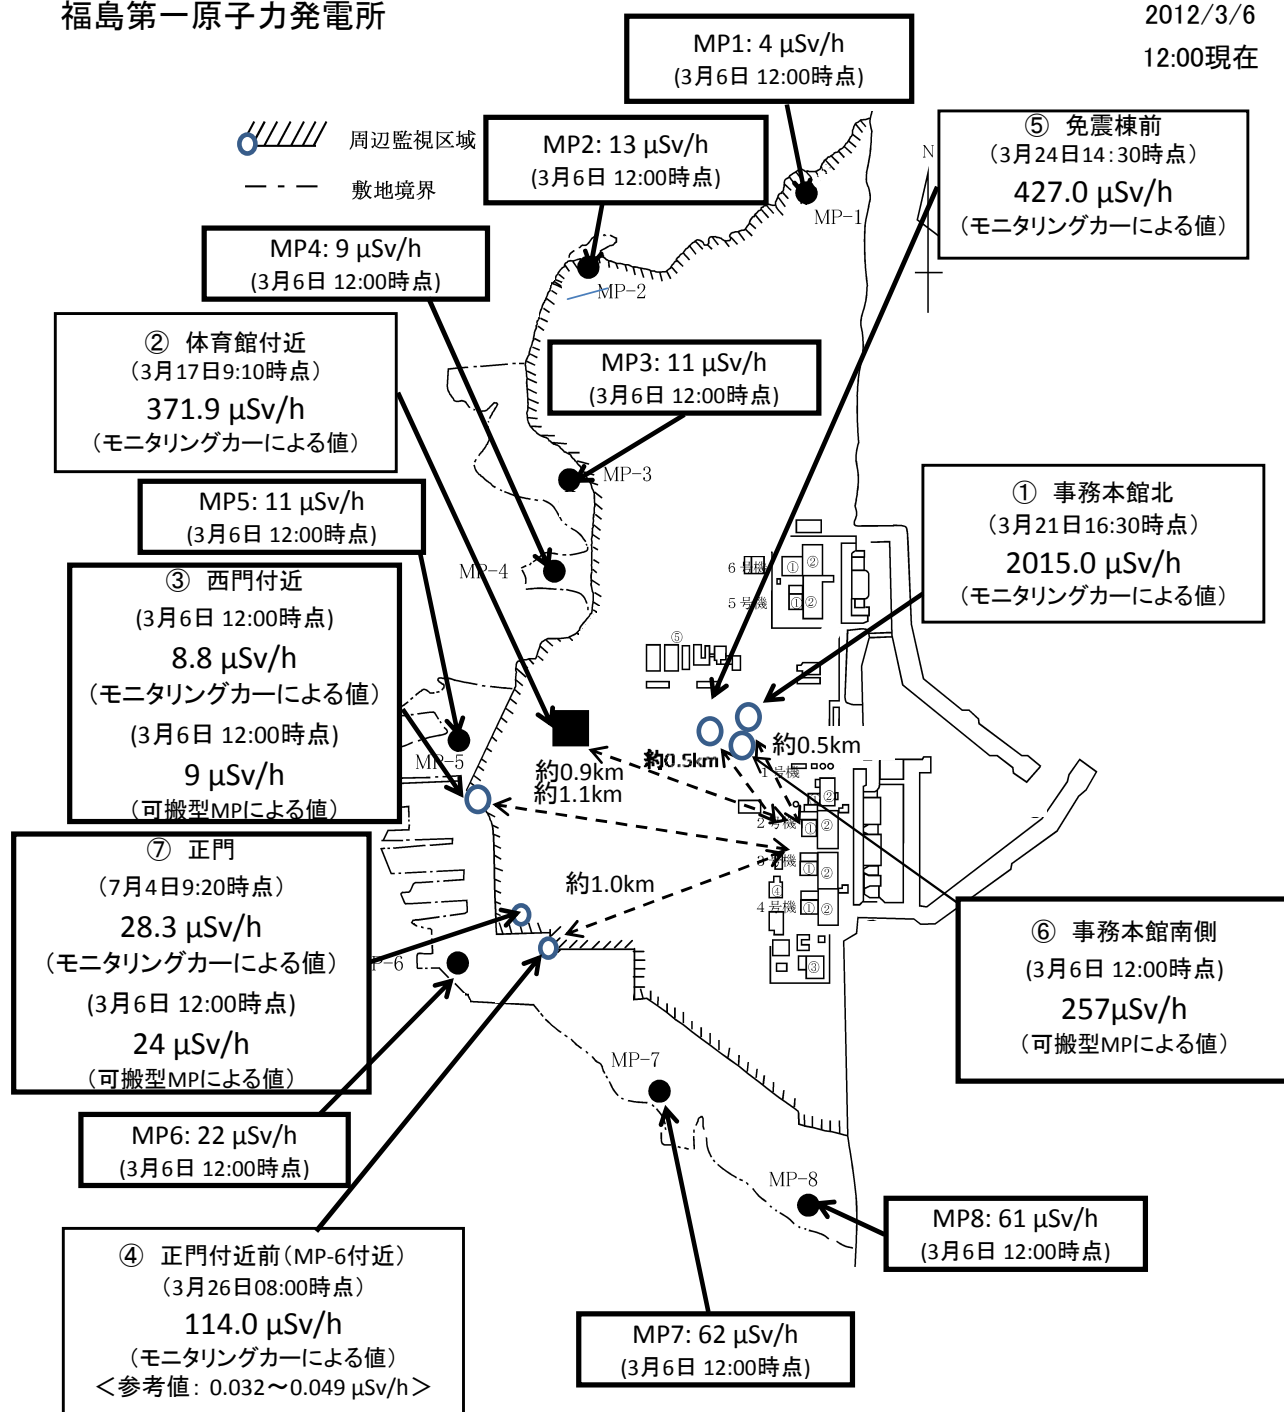 福島第一原子力発電所
2012/3/6
12:00現在
周辺監視区域
敷地境界
MP1: 4 μSv/h
(3月6日 12:00時点)
MP2: 13 μSv/h
(3月6日 12:00時点)
MP4: 9 μSv/h
(3月6日 12:00時点)
⑤ 免震棟前
(3月24日14:30時点)
427.0 μSv/h
(モニタリングカーによる値)
N
MP-1
MP-2
② 体育館付近
(3月17日9:10時点)
371.9 μSv/h
(モニタリングカーによる値)
MP3: 11 μSv/h
(3月6日 12:00時点)
MP-3
MP5: 11 μSv/h
(3月6日 12:00時点)
① 事務本館北
(3月21日16:30時点)
2015.0 μSv/h
(モニタリングカーによる値)
MP-4
③ 西門付近
(3月6日 12:00時点)
8.8 μSv/h
(モニタリングカーによる値)
(3月6日 12:00時点)
9 μSv/h
(可搬型MPによる値)
6号機
① ②
5号機
① ②
⑤
MP-5
約0.9km
約1.1km
約0.5km
約0.5km
1号機
②
2号機
① ②
3号機
① ②
④
4号機
① ②
③
約1.0km
⑦ 正門
(7月4日9:20時点)
28.3 μSv/h
(モニタリングカーによる値)
(3月6日 12:00時点)
24 μSv/h
(可搬型MPによる値)
P-6
⑥ 事務本館南側
(3月6日 12:00時点)
257μSv/h
(可搬型MPによる値)
MP-7
MP6: 22 μSv/h
(3月6日 12:00時点)
MP-8
MP8: 61 μSv/h
(3月6日 12:00時点)
④ 正門付近前(MP-6付近)
(3月26日08:00時点)
114.0 μSv/h
(モニタリングカーによる値)
<参考値: 0.032～0.049 μSv/h>
MP7: 62 μSv/h
(3月6日 12:00時点)